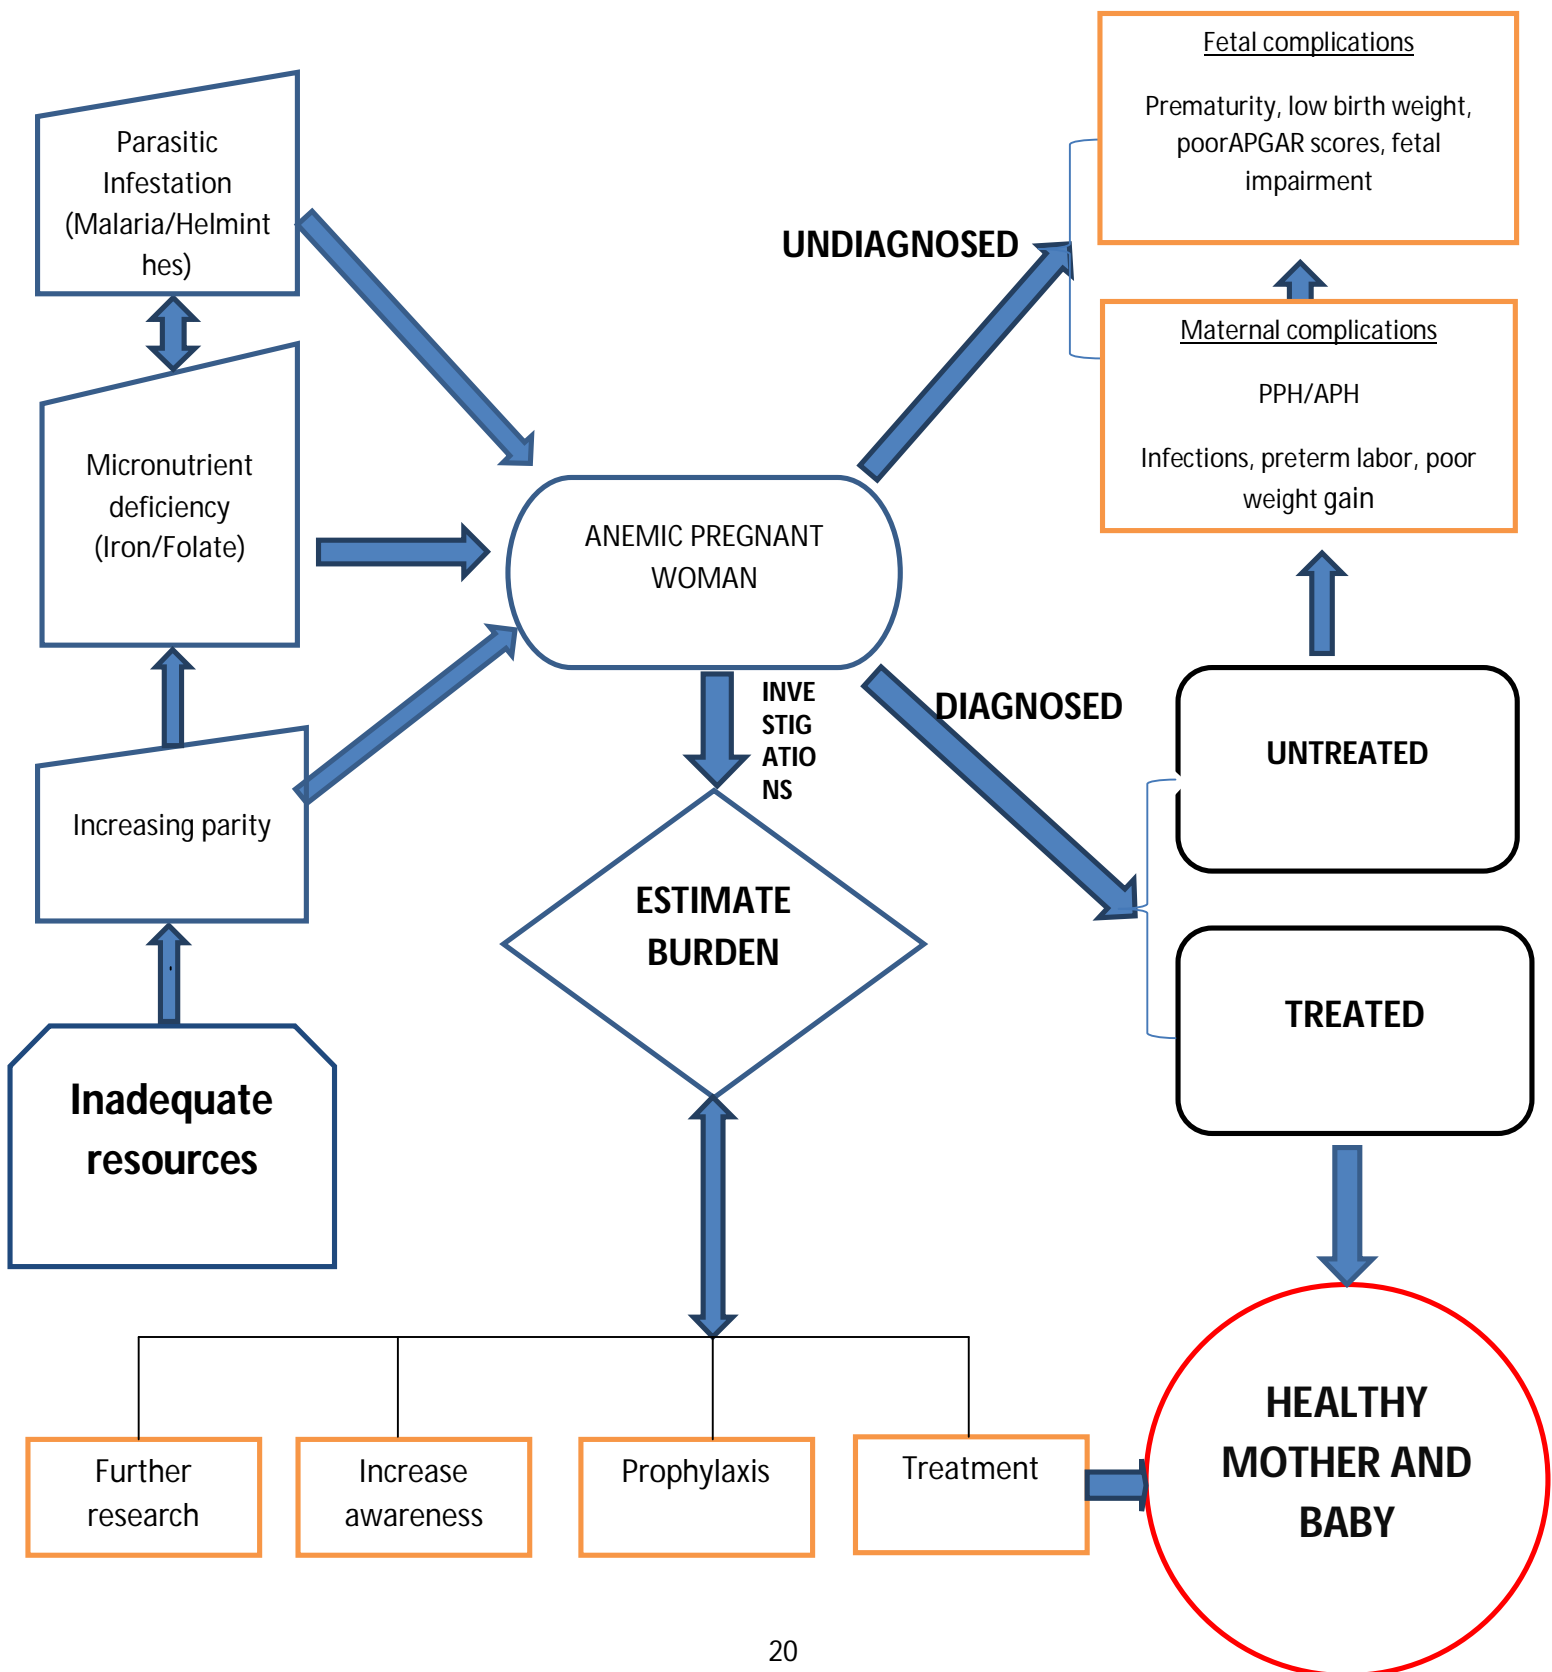 Fetal complications
Prematurity, low birth weight,
poorAPGAR scores, fetal
impairment
Parasitic
Infestation
(Malaria/Helmint
hes)
UNDIAGNOSED
Maternal complications
PPH/APH
Infections, preterm labor, poor
weight gain
Micronutrient
deficiency
(Iron/Folate)
ANEMIC PREGNANT
WOMAN
INVE
STIG
ATIO
NS
DIAGNOSED
UNTREATED
Increasing parity
ESTIMATE
BURDEN
TREATED
Inadequate
resources
HEALTHY
MOTHER AND
BABY
Further
research
Increase
awareness
Prophylaxis
Treatment
20